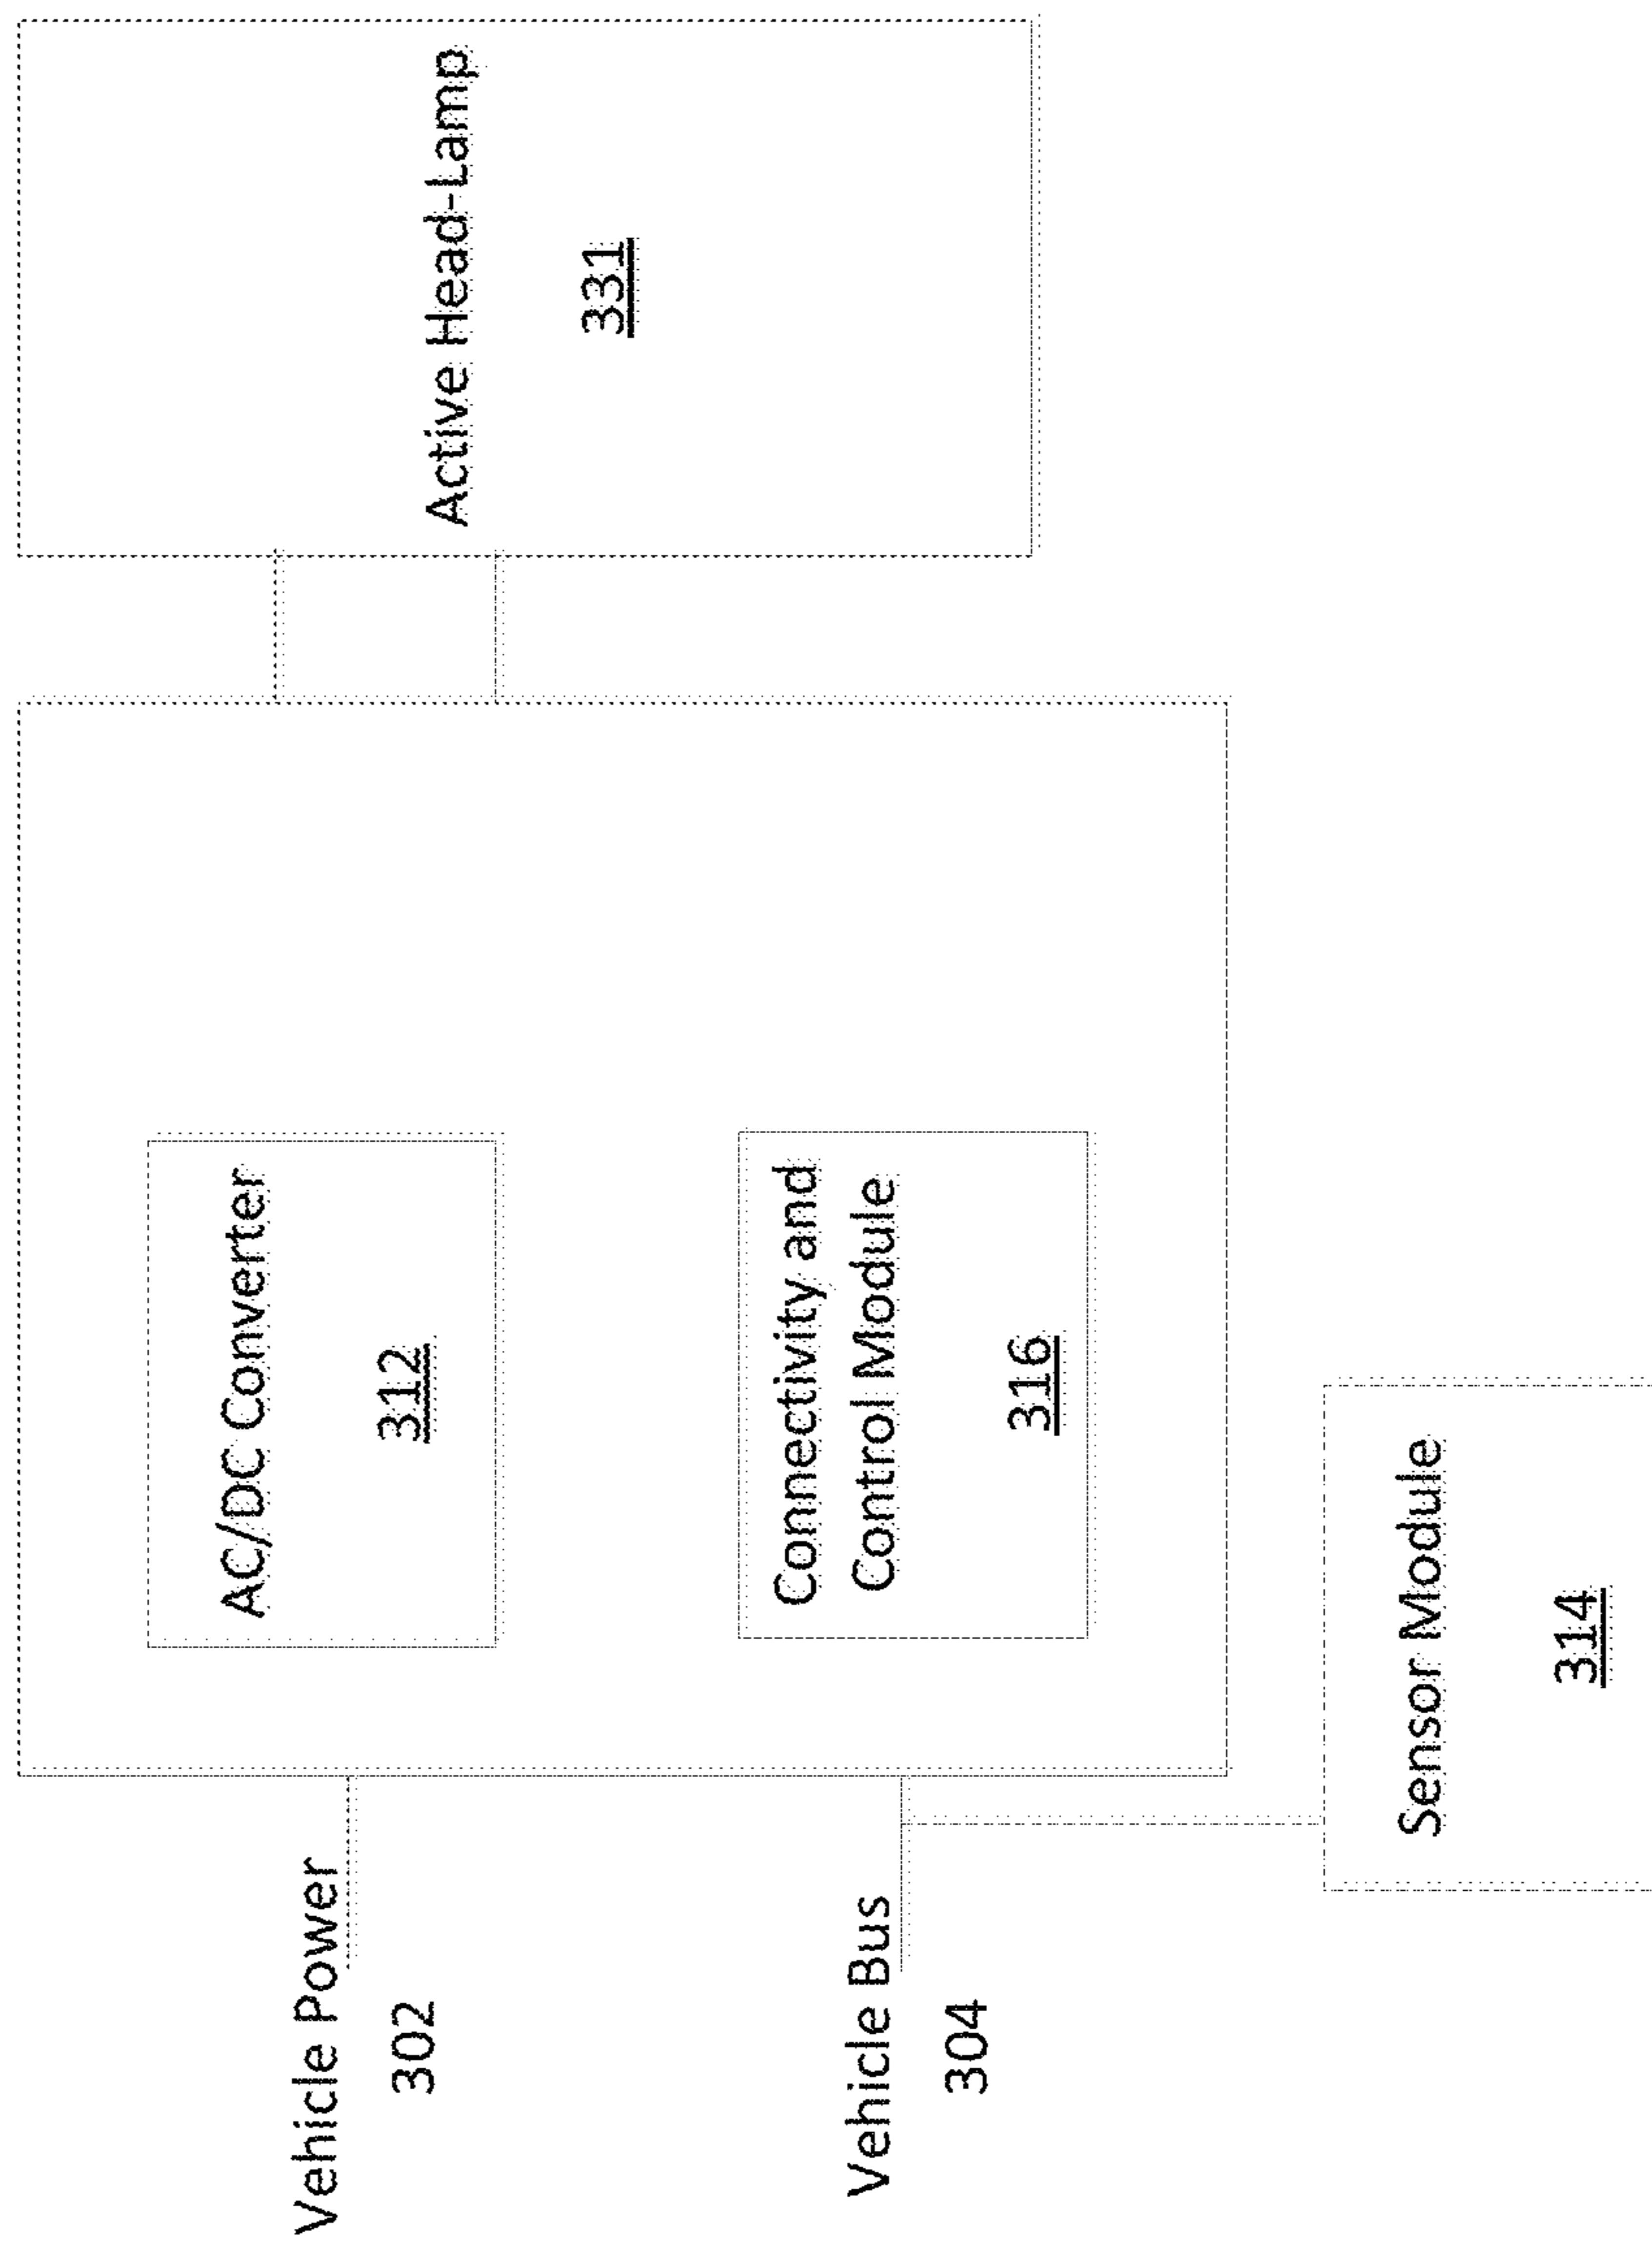 Vehicle Power
302
Vehicle Bus
304
AC/DC Converter
312
Connectivity and
Control Module
316
Sensor Module
314
Active Head-Lamp
331